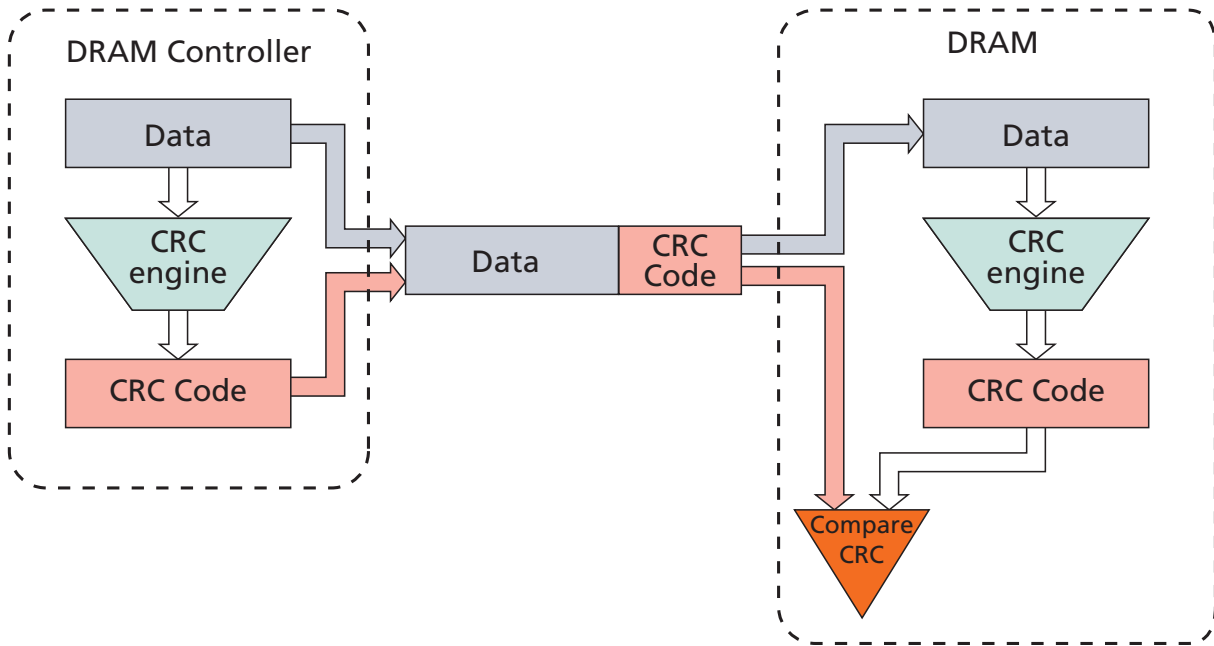 DRAM Controller
Data
CRC
engine
CRC Code
Data
CRC
Code
DRAM
Data
CRC
engine
CRC Code
Compare
CRC